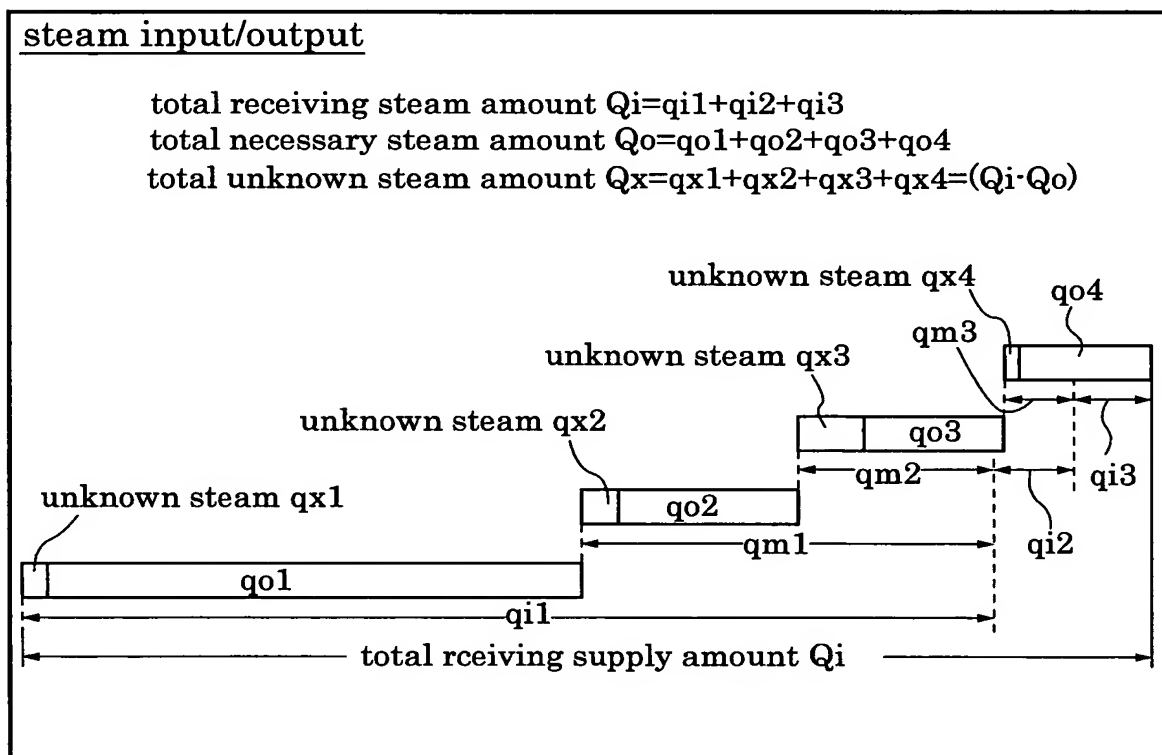 steam input/output
total receiving steam amount Qi=qi1+qi2+qi3
total necessary steam amount Qo=qo1+qo2+qo3+qo4
total unknown steam amount Qx=qx1+qx2+qx3+qx4=(Qi-Qo)
unknown steam qx4
qo4
qm3
unknown steam qx3
unknown steam qx2
qo3
qm2
qi3
unknown steam qx1
qo2
qm1
qi2
qo1
qi1
total rceiving supply amount Qi